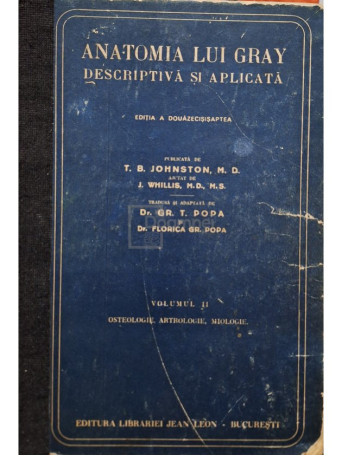 ANATOMIA LUI GRAY
DESCRIPTIVĂ ȘI APLICATĂ
EDIȚIA A DOUĂZECIȘIȘAPTEA
PUBLICATĂ DE
T. B. JOHNSTON, M. D.
AJUTAT DE
J. WHILLIS, M.D., M.S.
TRADUSĂ ȘI ADAPTATĂ DE
Dr. GR. T. POPA
Dr. FLORICA GR. POPA
VOLUMUL II
OSTEOLOGIE, ARTROLOGIE, MIOLOGIE.
EDITURA LIBRARIEI JEAN LEON - BUCUREȘTI